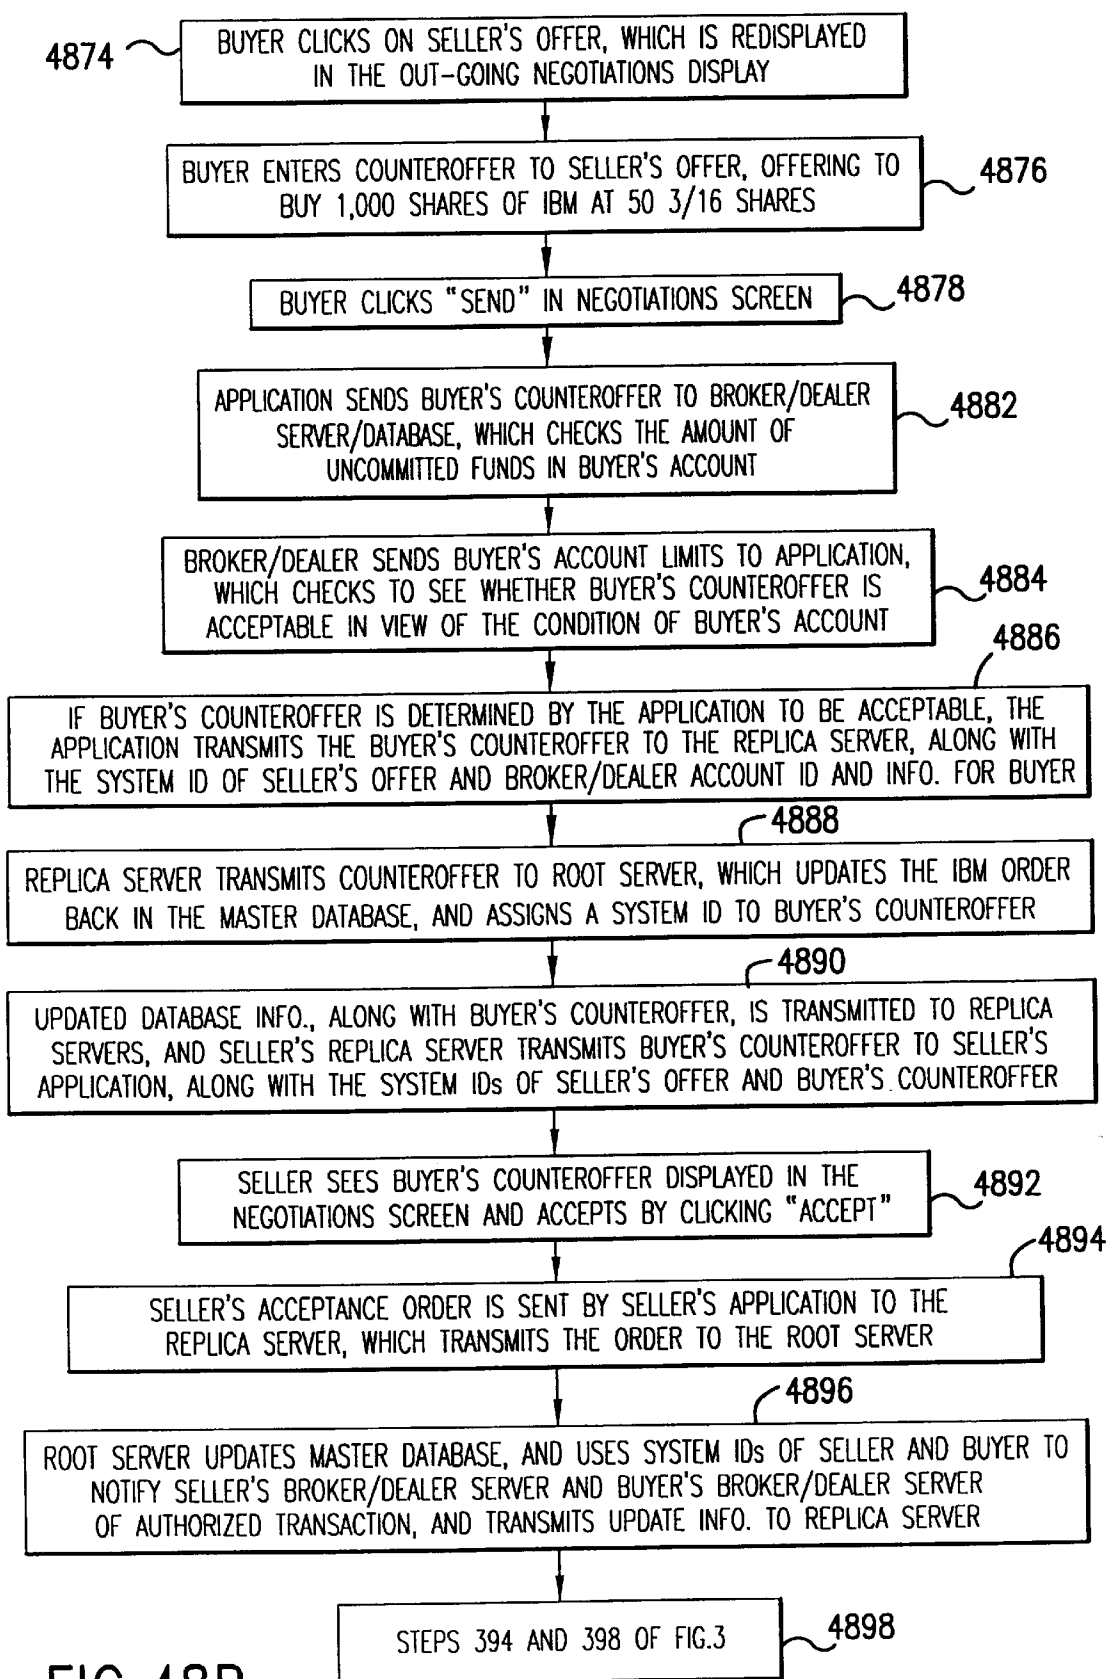 4874
BUYER CLICKS ON SELLER'S OFFER, WHICH IS REDISPLAYED
IN THE OUT-GOING NEGOTIATIONS DISPLAY
BUYER ENTERS COUNTEROFFER TO SELLER'S OFFER, OFFERING TO
BUY 1,000 SHARES OF IBM AT 50 3/16 SHARES
4876
BUYER CLICKS "SEND" IN NEGOTIATIONS SCREEN
4878
APPLICATION SENDS BUYER'S COUNTEROFFER TO BROKER/DEALER
SERVER/DATABASE, WHICH CHECKS THE AMOUNT OF
UNCOMMITTED FUNDS IN BUYER'S ACCOUNT
4882
BROKER/DEALER SENDS BUYER'S ACCOUNT LIMITS TO APPLICATION,
WHICH CHECKS TO SEE WHETHER BUYER'S COUNTEROFFER IS
ACCEPTABLE IN VIEW OF THE CONDITION OF BUYER'S ACCOUNT
4884
4886
IF BUYER'S COUNTEROFFER IS DETERMINED BY THE APPLICATION TO BE ACCEPTABLE, THE
APPLICATION TRANSMITS THE BUYER'S COUNTEROFFER TO THE REPLICA SERVER, ALONG WITH
THE SYSTEM ID OF SELLER'S OFFER AND BROKER/DEALER ACCOUNT ID AND INFO. FOR BUYER
4888
REPLICA SERVER TRANSMITS COUNTEROFFER TO ROOT SERVER, WHICH UPDATES THE IBM ORDER
BACK IN THE MASTER DATABASE, AND ASSIGNS A SYSTEM ID TO BUYER'S COUNTEROFFER
4890
UPDATED DATABASE INFO., ALONG WITH BUYER'S COUNTEROFFER, IS TRANSMITTED TO REPLICA
SERVERS, AND SELLER'S REPLICA SERVER TRANSMITS BUYER'S COUNTEROFFER TO SELLER'S
APPLICATION, ALONG WITH THE SYSTEM IDs OF SELLER'S OFFER AND BUYER'S COUNTEROFFER
SELLER SEES BUYER'S COUNTEROFFER DISPLAYED IN THE
NEGOTIATIONS SCREEN AND ACCEPTS BY CLICKING "ACCEPT"
4892
4894
SELLER'S ACCEPTANCE ORDER IS SENT BY SELLER'S APPLICATION TO THE
REPLICA SERVER, WHICH TRANSMITS THE ORDER TO THE ROOT SERVER
4896
ROOT SERVER UPDATES MASTER DATABASE, AND USES SYSTEM IDs OF SELLER AND BUYER TO
NOTIFY SELLER'S BROKER/DEALER SERVER AND BUYER'S BROKER/DEALER SERVER
OF AUTHORIZED TRANSACTION, AND TRANSMITS UPDATE INFO. TO REPLICA SERVER
STEPS 394 AND 398 OF FIG.3
4898